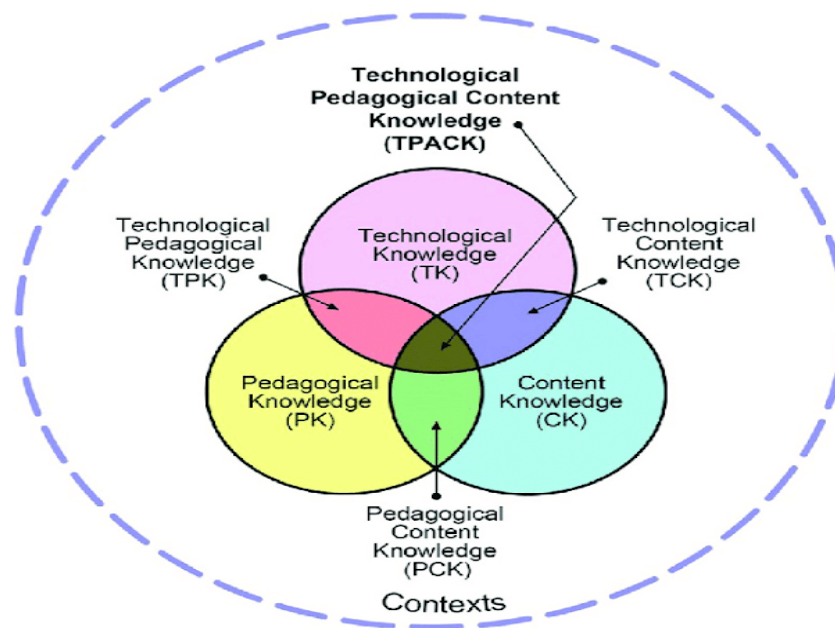 Technological
Pedagogical Content
Knowledge
(TPACK)
Technological
Pedagogical
Knowledge
(TPK)
Technological
Knowledge
(TK)
Technological
Content
Knowledge
(TCK)
Pedagogical
Knowledge
(PK)
Content
Knowledge
(CK)
Pedagogical
Content
Knowledge
(PCK)
Contexts